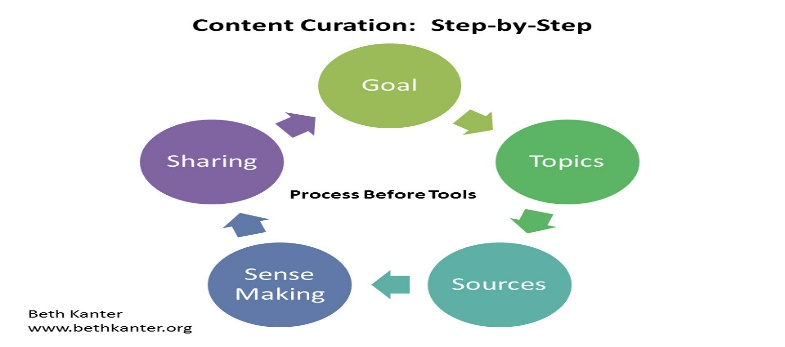 Content Curation: Step-by-Step
Goal
Sharing
Topics
Process Before Tools
Sense
Making
Sources
Beth Kanter
www.bethkanter.org